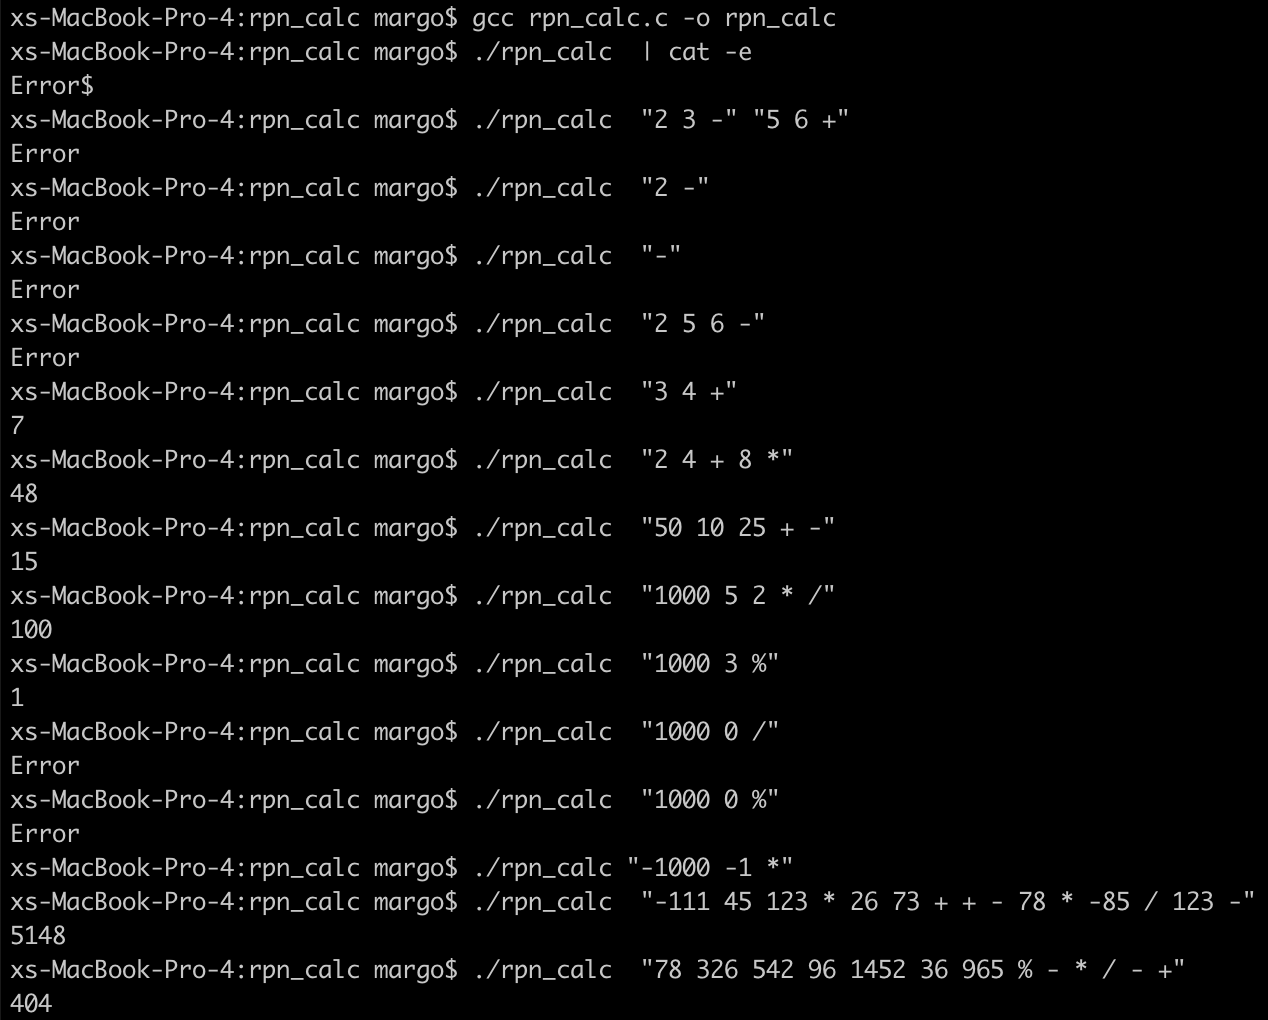 xs-MacBook-Pro-4:rpn_calc margo$ gcc rpn_calc.c -o rpn_calc
xs-MacBook-Pro-4:rpn_calc margo$ ./rpn_calc  | cat -e
Error$
xs-MacBook-Pro-4:rpn_calc margo$ ./rpn_calc  "2 3 -" "5 6 +"
Error
xs-MacBook-Pro-4:rpn_calc margo$ ./rpn_calc  "2 -"
Error
xs-MacBook-Pro-4:rpn_calc margo$ ./rpn_calc  "-"
Error
xs-MacBook-Pro-4:rpn_calc margo$ ./rpn_calc  "2 5 6 -"
Error
xs-MacBook-Pro-4:rpn_calc margo$ ./rpn_calc  "3 4 +"
7
xs-MacBook-Pro-4:rpn_calc margo$ ./rpn_calc  "2 4 + 8 *"
48
xs-MacBook-Pro-4:rpn_calc margo$ ./rpn_calc  "50 10 25 + -"
15
xs-MacBook-Pro-4:rpn_calc margo$ ./rpn_calc  "1000 5 2 * /"
100
xs-MacBook-Pro-4:rpn_calc margo$ ./rpn_calc  "1000 3 %"
1
xs-MacBook-Pro-4:rpn_calc margo$ ./rpn_calc  "1000 0 /"
Error
xs-MacBook-Pro-4:rpn_calc margo$ ./rpn_calc  "1000 0 %"
Error
xs-MacBook-Pro-4:rpn_calc margo$ ./rpn_calc "-1000 -1 *"
xs-MacBook-Pro-4:rpn_calc margo$ ./rpn_calc  "-111 45 123 * 26 73 + + - 78 * -85 / 123 -"
5148
xs-MacBook-Pro-4:rpn_calc margo$ ./rpn_calc  "78 326 542 96 1452 36 965 % - * / - +"
404